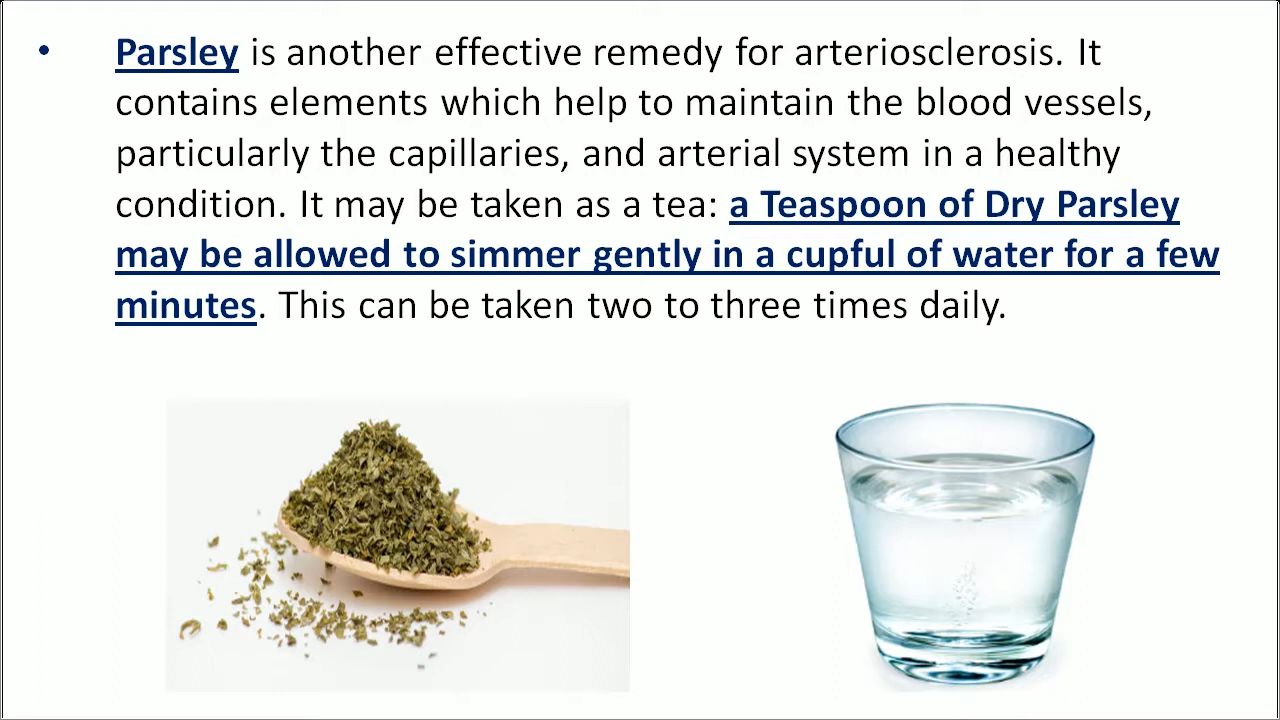 • Parsley is another effective remedy for arteriosclerosis. It
contains elements which help to maintain the blood vessels,
particularly the capillaries, and arterial system in a healthy
condition. It may be taken as a tea: a Teaspoon of Dry Parsley
may be allowed to simmer gently in a cupful of water for a few
minutes. This can be taken two to three times daily.